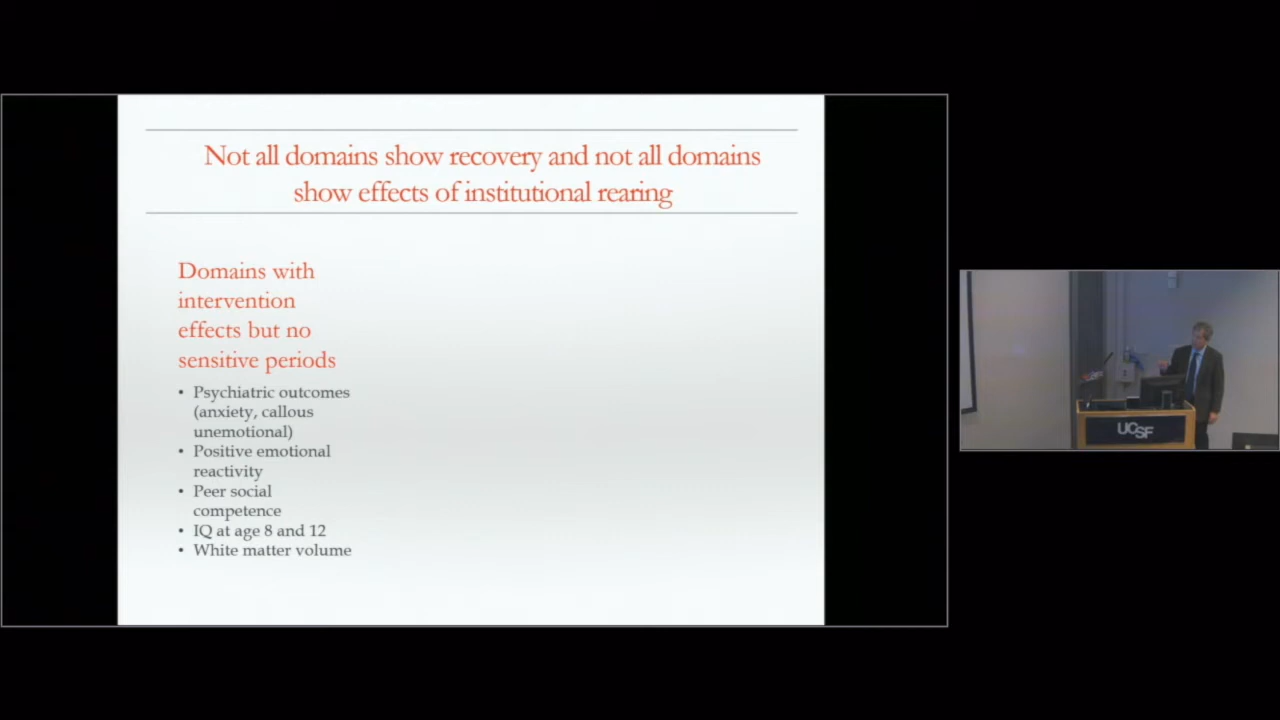 Not all domains show recovery and not all domains
show effects of institutional rearing
Domains with
intervention
effects but no
sensitive periods
• Psychiatric outcomes
(anxiety, callous
unemotional)
• Positive emotional
reactivity
• Peer social
competence
• IQ at age 8 and 12
• White matter volume
UCSF